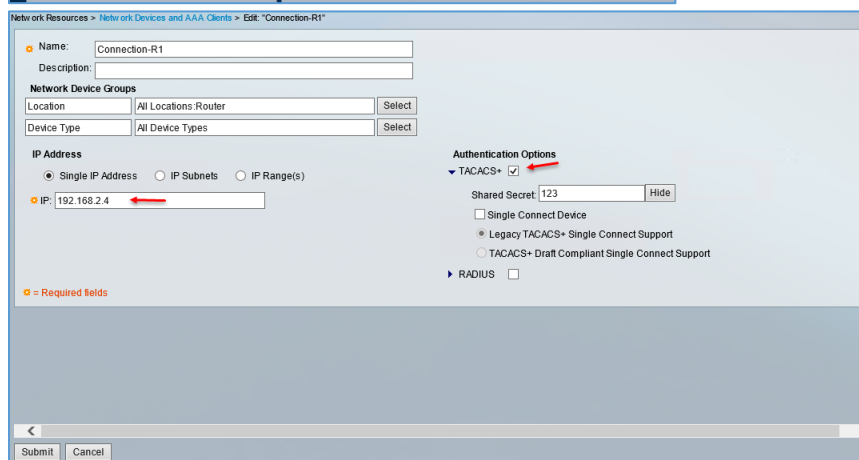 Network Resources > Network Devices and AAA Clients > Edit: "Connection-R1"
Name: Connection-R1
Description:
Network Device Groups
Location All Locations:Router Select
Device Type All Device Types Select
IP Address
Single IP Address IP Subnets IP Range(s)
IP: 192.168.2.4
Authentication Options
TACACS+
Shared Secret: 123 Hide
Single Connect Device
Legacy TACACS+ Single Connect Support
TACACS+ Draft Compliant Single Connect Support
RADIUS
= Required fields
Submit Cancel